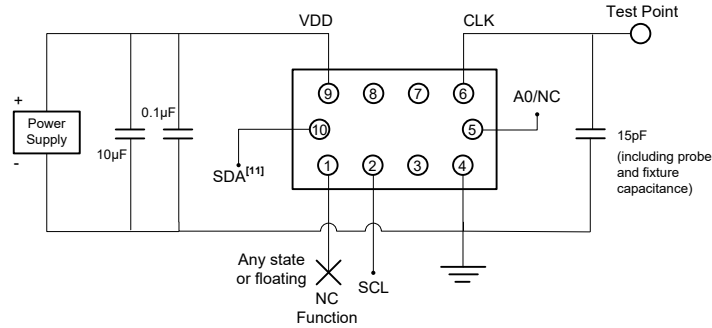 Test Point
VDD
CLK
+
Power
Supply
-
10µF
0.1µF
9
8
7
6
A0/NC
10
5
SDA[11]
1
2
3
4
15pF
(including probe
and fixture
capacitance)
Any state
or floating
NC
Function
SCL